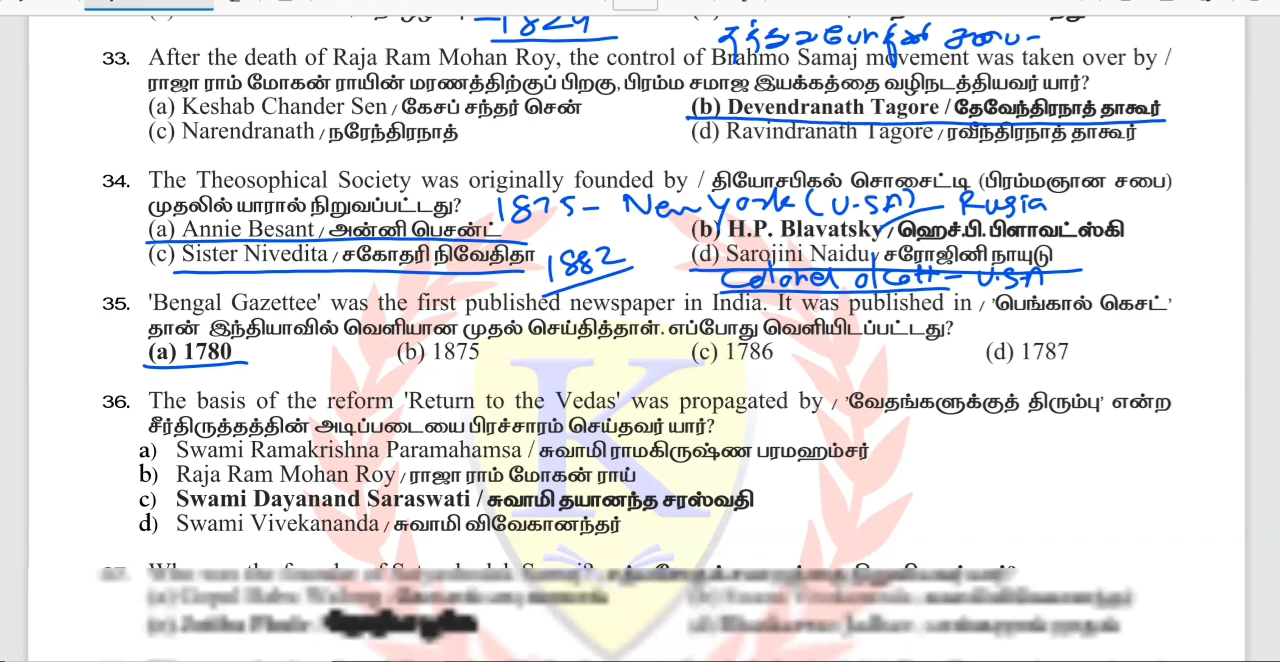 -1824
தத்துவபோதினி சபை -
33. After the death of Raja Ram Mohan Roy, the control of Brahmo Samaj movement was taken over by /
ராஜா ராம் மோகன் ராயின் மரணத்திற்குப் பிறகு, பிரம்ம சமாஜ இயக்கத்தை வழிநடத்தியவர் யார்?
(a) Keshab Chander Sen / கேசப் சந்தர் சென் (b) Devendranath Tagore / தேவேந்திரநாத் தாகூர்
(c) Narendranath / நரேந்திரநாத் (d) Ravindranath Tagore / ரவீந்திரநாத் தாகூர்
34. The Theosophical Society was originally founded by / தியோசபிகல் சொசைட்டி (பிரம்மஞான சபை)
முதலில் யாரால் நிறுவப்பட்டது? 1875 - New york (U.SA) Rusia
(a) Annie Besant / அன்னி பெசன்ட் (b) H.P. Blavatsky / ஹெச்.பி. பிளாவட்ஸ்கி
(c) Sister Nivedita / சகோதரி நிவேதிதா 1882 (d) Sarojini Naidu / சரோஜினி நாயுடு
Colonel olcott - U.SA
35. 'Bengal Gazettee' was the first published newspaper in India. It was published in / 'பெங்கால் கெசட்'
தான் இந்தியாவில் வெளியான முதல் செய்தித்தாள். எப்போது வெளியிடப்பட்டது?
(a) 1780 (b) 1875 (c) 1786 (d) 1787
36. The basis of the reform 'Return to the Vedas' was propagated by / 'வேதங்களுக்குத் திரும்பு' என்ற
சீர்திருத்தத்தின் அடிப்படையை பிரச்சாரம் செய்தவர் யார்?
a) Swami Ramakrishna Paramahamsa / சுவாமி ராமகிருஷ்ண பரமஹம்சர்
b) Raja Ram Mohan Roy / ராஜா ராம் மோகன் ராய்
c) Swami Dayanand Saraswati / சுவாமி தயானந்த சரஸ்வதி
d) Swami Vivekananda / சுவாமி விவேகானந்தர்
K